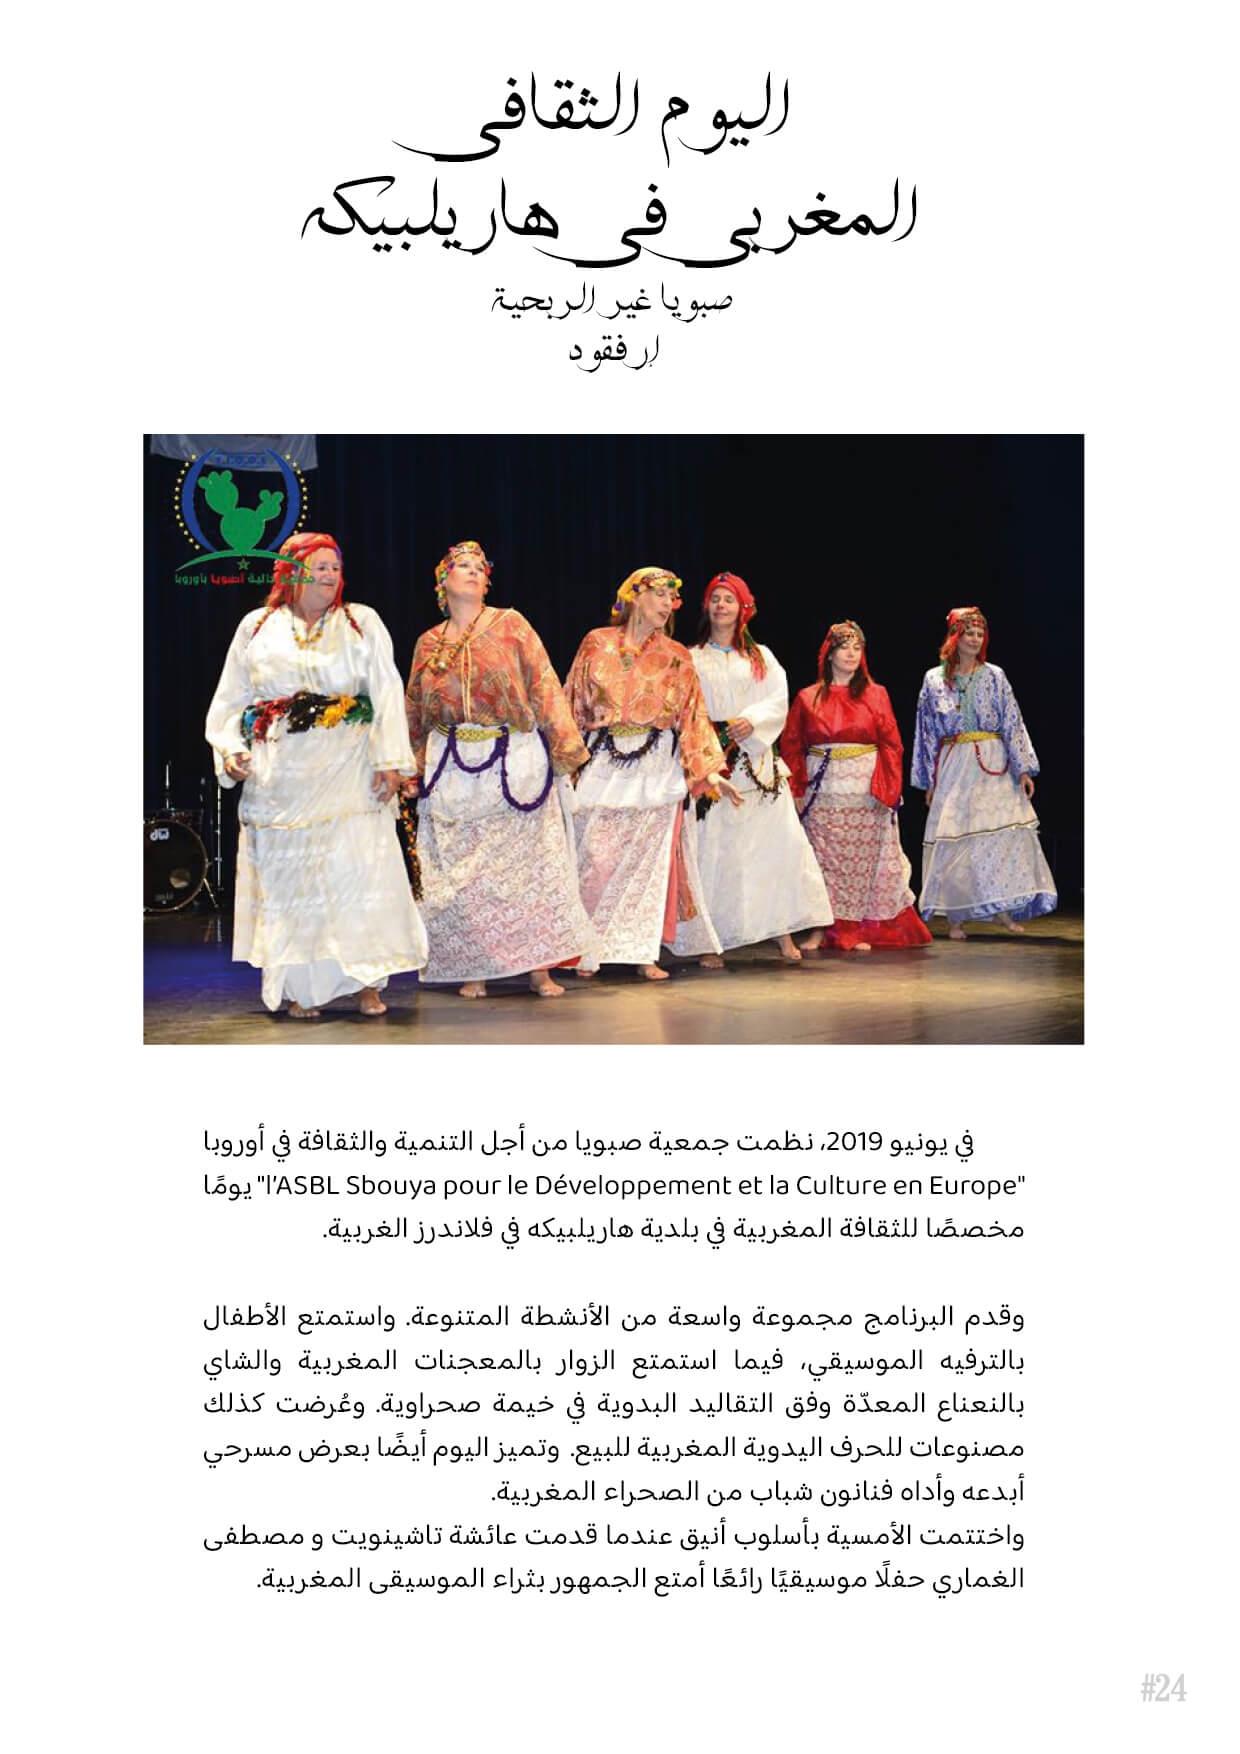 اليوم الثقافي
المغربي في هاريلبيكه
صبويا غير الربحية
إر فقود
جالية أصويا بأوروبا
dw
في يونيو 2019، نظمت جمعية صبويا من أجل التنمية والثقافة في أوروبا
"l’ASBL Sbouya pour le Développement et la Culture en Europe" يومًا
مخصصًا للثقافة المغربية في بلدية هاريلبيكه في فلاندرز الغربية.
وقدم البرنامج مجموعة واسعة من الأنشطة المتنوعة. واستمتع الأطفال
بالترفيه الموسيقي، فيما استمتع الزوار بالمعجنات المغربية والشاي
بالنعناع المعدّة وفق التقاليد البدوية في خيمة صحراوية. وعُرضت كذلك
مصنوعات للحرف اليدوية المغربية للبيع. وتميز اليوم أيضًا بعرض مسرحي
أبدعه وأداه فنانون شباب من الصحراء المغربية.
واختتمت الأمسية بأسلوب أنيق عندما قدمت عائشة تاشينويت و مصطفى
الغماري حفلًا موسيقيًا رائعًا أمتع الجمهور بثراء الموسيقى المغربية.
#24